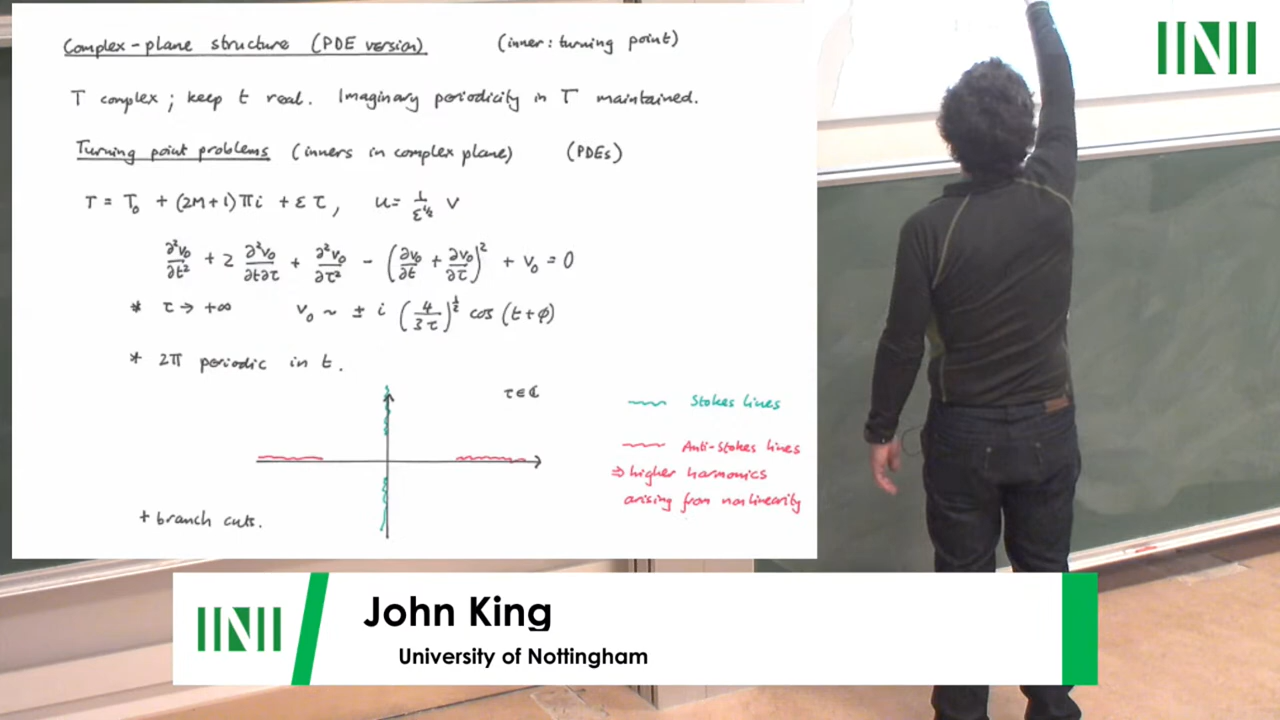 Complex-plane structure (PDE version) (inner: turning point)
T complex; keep t real. Imaginary periodicity in T maintained.
Turning point problems (inners in complex plane) (PDEs)
T = T₀ + (2M+1)πi + ετ, u = 1/ε^{1/2} v
∂²v₀/∂t² + 2 ∂²v₀/∂t∂τ + ∂²v₀/∂τ² - (∂v₀/∂t + ∂v₀/∂τ)² + v₀ = 0
* τ → +∞ v₀ ~ ± i (4/3τ)^{1/2} cos (t+φ)
* 2π periodic in t.
τ ∈ ℂ
Stokes lines
Anti-Stokes lines
⇒ higher harmonics
arising from nonlinearity
+ branch cuts.
INI
INI
John King
University of Nottingham